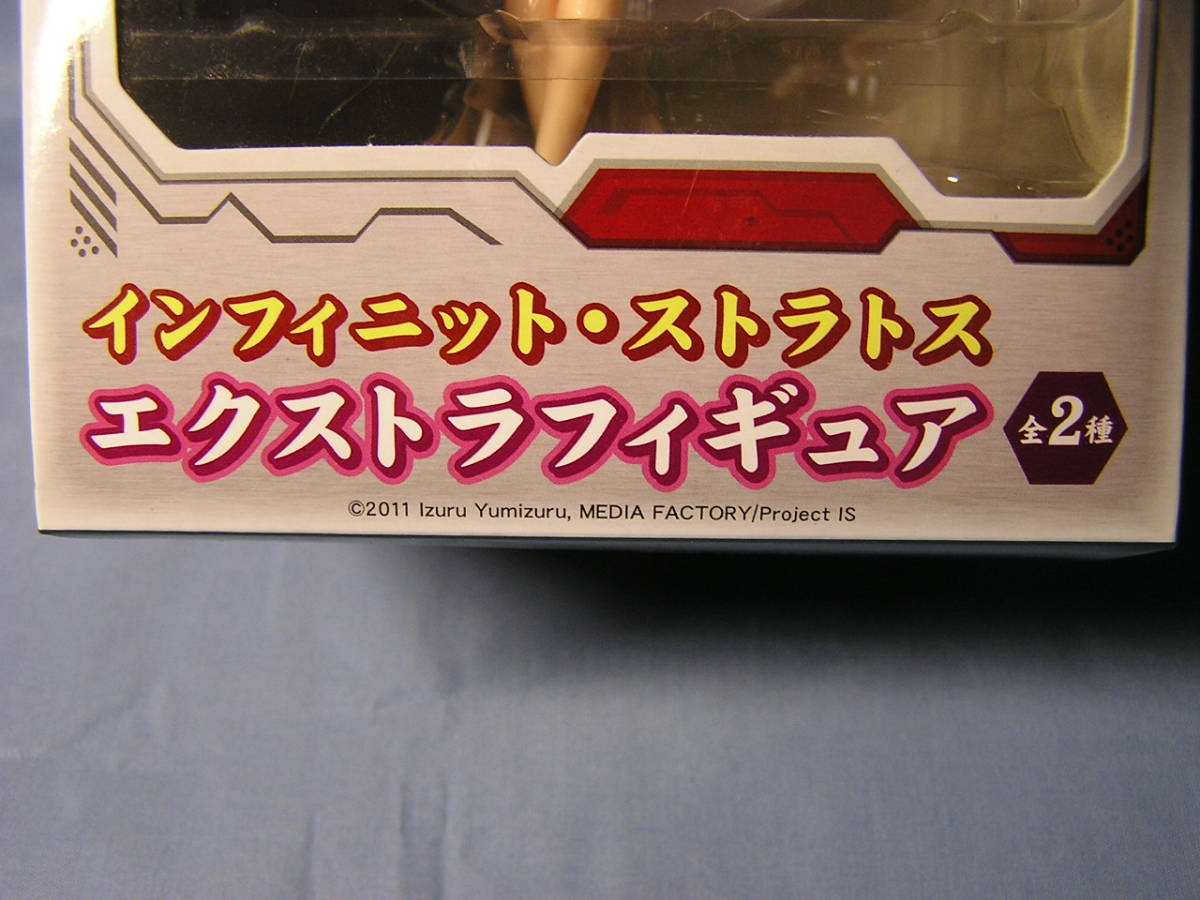 インフィニット・ストラトス
エクストラフィギュア
全2種
©2011 Izuru Yumizuru, MEDIA FACTORY/Project IS